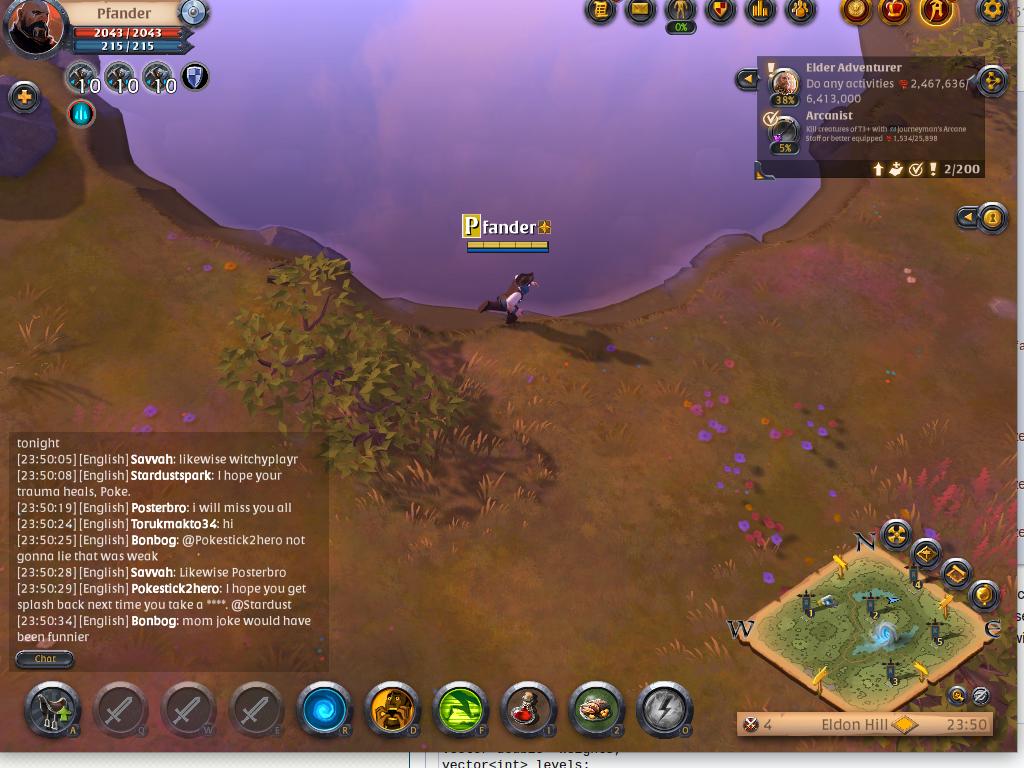 Pfander
2043 / 2043
215 / 215
10
10
10
0%
Elder Adventurer
Do any activities 2,467,636/
6,413,000
38%
Arcanist
Kill creatures of T3+ with Journeyman's Arcane
Staff or better equipped 1,534/25,898
5%
2/200
Pfander
tonight
[23:50:05] [English] Savvah: likewise witchyplayr
[23:50:08] [English] Stardustspark: I hope your
trauma heals, Poke.
[23:50:19] [English] Posterbro: i will miss you all
[23:50:24] [English] Torukmakto34: hi
[23:50:25] [English] Bonbog: @Pokestick2hero not
gonna lie that was weak
[23:50:28] [English] Savvah: Likewise Posterbro
[23:50:29] [English] Pokestick2hero: I hope you get
splash back next time you take a ****. @Stardust
[23:50:34] [English] Bonbog: mom joke would have
been funnier
Chat
N
W
E
1
2
3
4
5
A
Q
W
E
R
D
F
1
2
O
4
Eldon Hill
23:50
vector<int> levels;